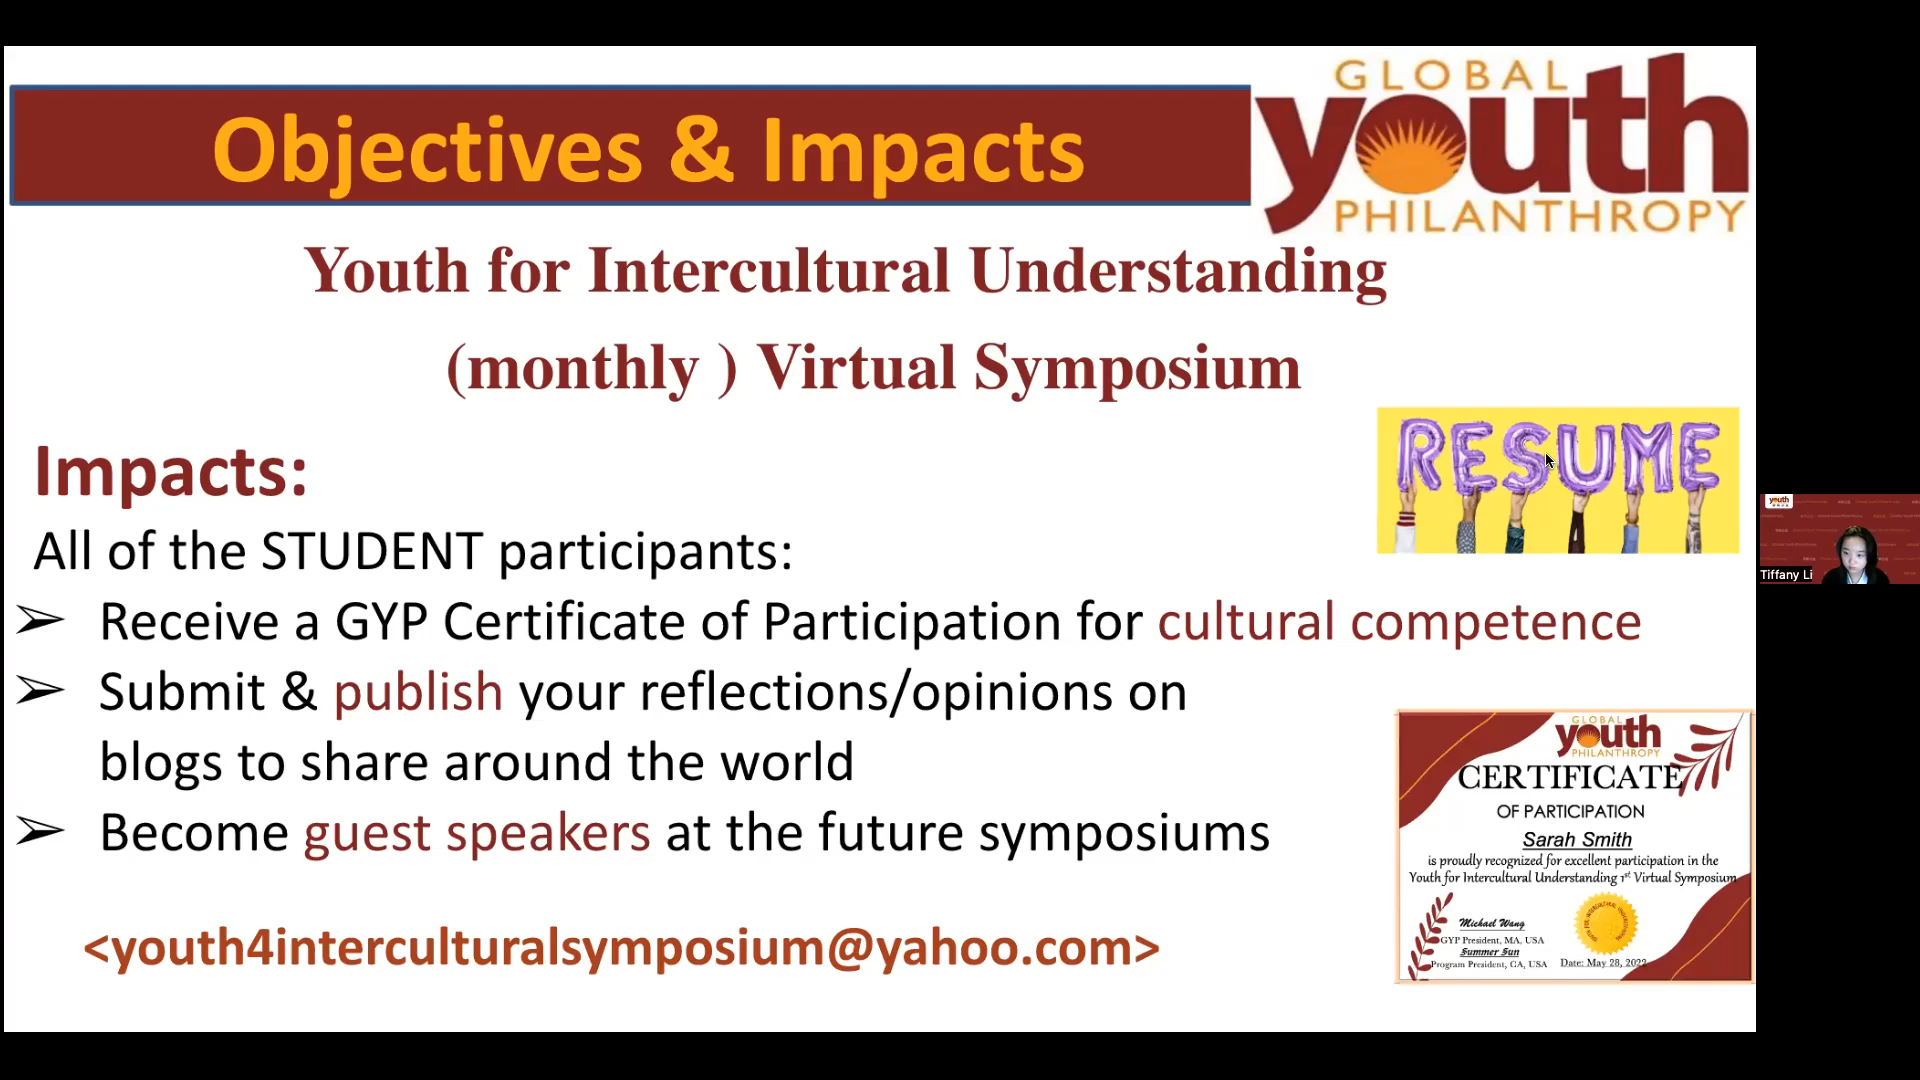 Objectives & Impacts
GLOBAL
youth
PHILANTHROPY
Youth for Intercultural Understanding
(monthly ) Virtual Symposium
RESUME
Impacts:
All of the STUDENT participants:
➢ Receive a GYP Certificate of Participation for cultural competence
➢ Submit & publish your reflections/opinions on
blogs to share around the world
➢ Become guest speakers at the future symposiums
<youth4interculturalsymposium@yahoo.com>
GLOBAL
youth
PHILANTHROPY
CERTIFICATE
OF PARTICIPATION
Sarah Smith
is proudly recognized for excellent participation in the
Youth for Intercultural Understanding 1st Virtual Symposium
Michael Wang
GYP President, MA, USA
Summer Sun
Program President, CA, USA
Date: May 28, 2022
youth
Tiffany Li